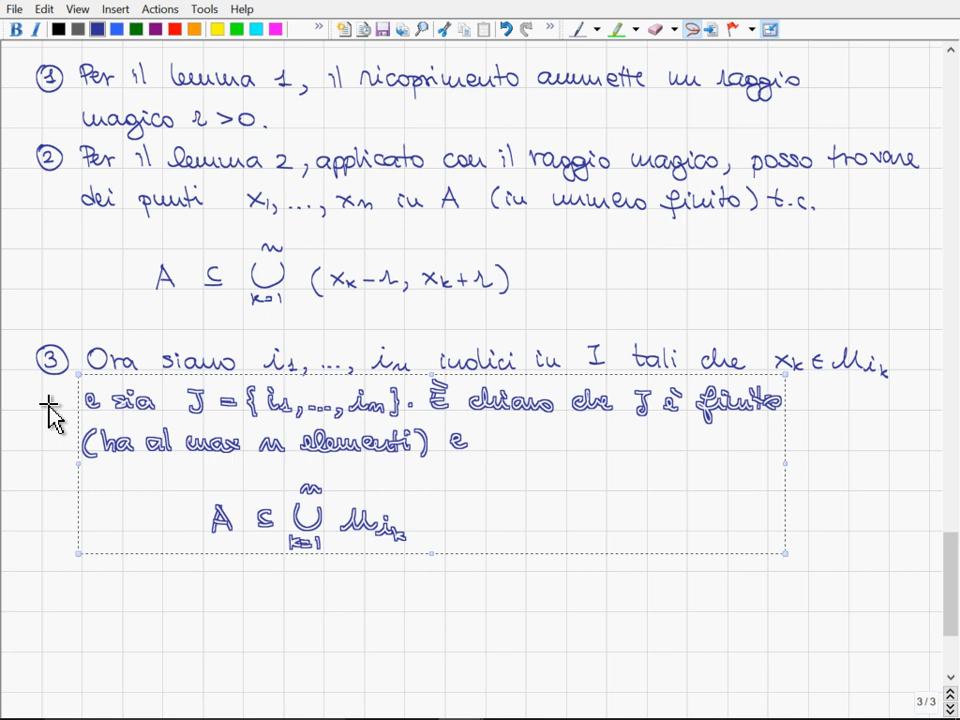 File Edit View Insert Actions Tools Help
B I
① Per il lemma 1, il ricoprimento ammette un raggio
magico r > 0.
② Per il lemma 2, applicato con il raggio magico, posso trovare
dei punti x₁, ..., xₙ in A (in numero finito) t.c.
A ⊆ ⋃ₖ₌₁ⁿ (xₖ - r, xₖ + r)
③ Ora siano i₁, ..., iₙ indici in I tali che xₖ ∈ U_{iₖ}
e sia J = {i₁, ..., iₙ}. È chiaro che J è finito
(ha al max n elementi) e
A ⊆ ⋃ₖ₌₁ⁿ U_{iₖ}
3 / 3